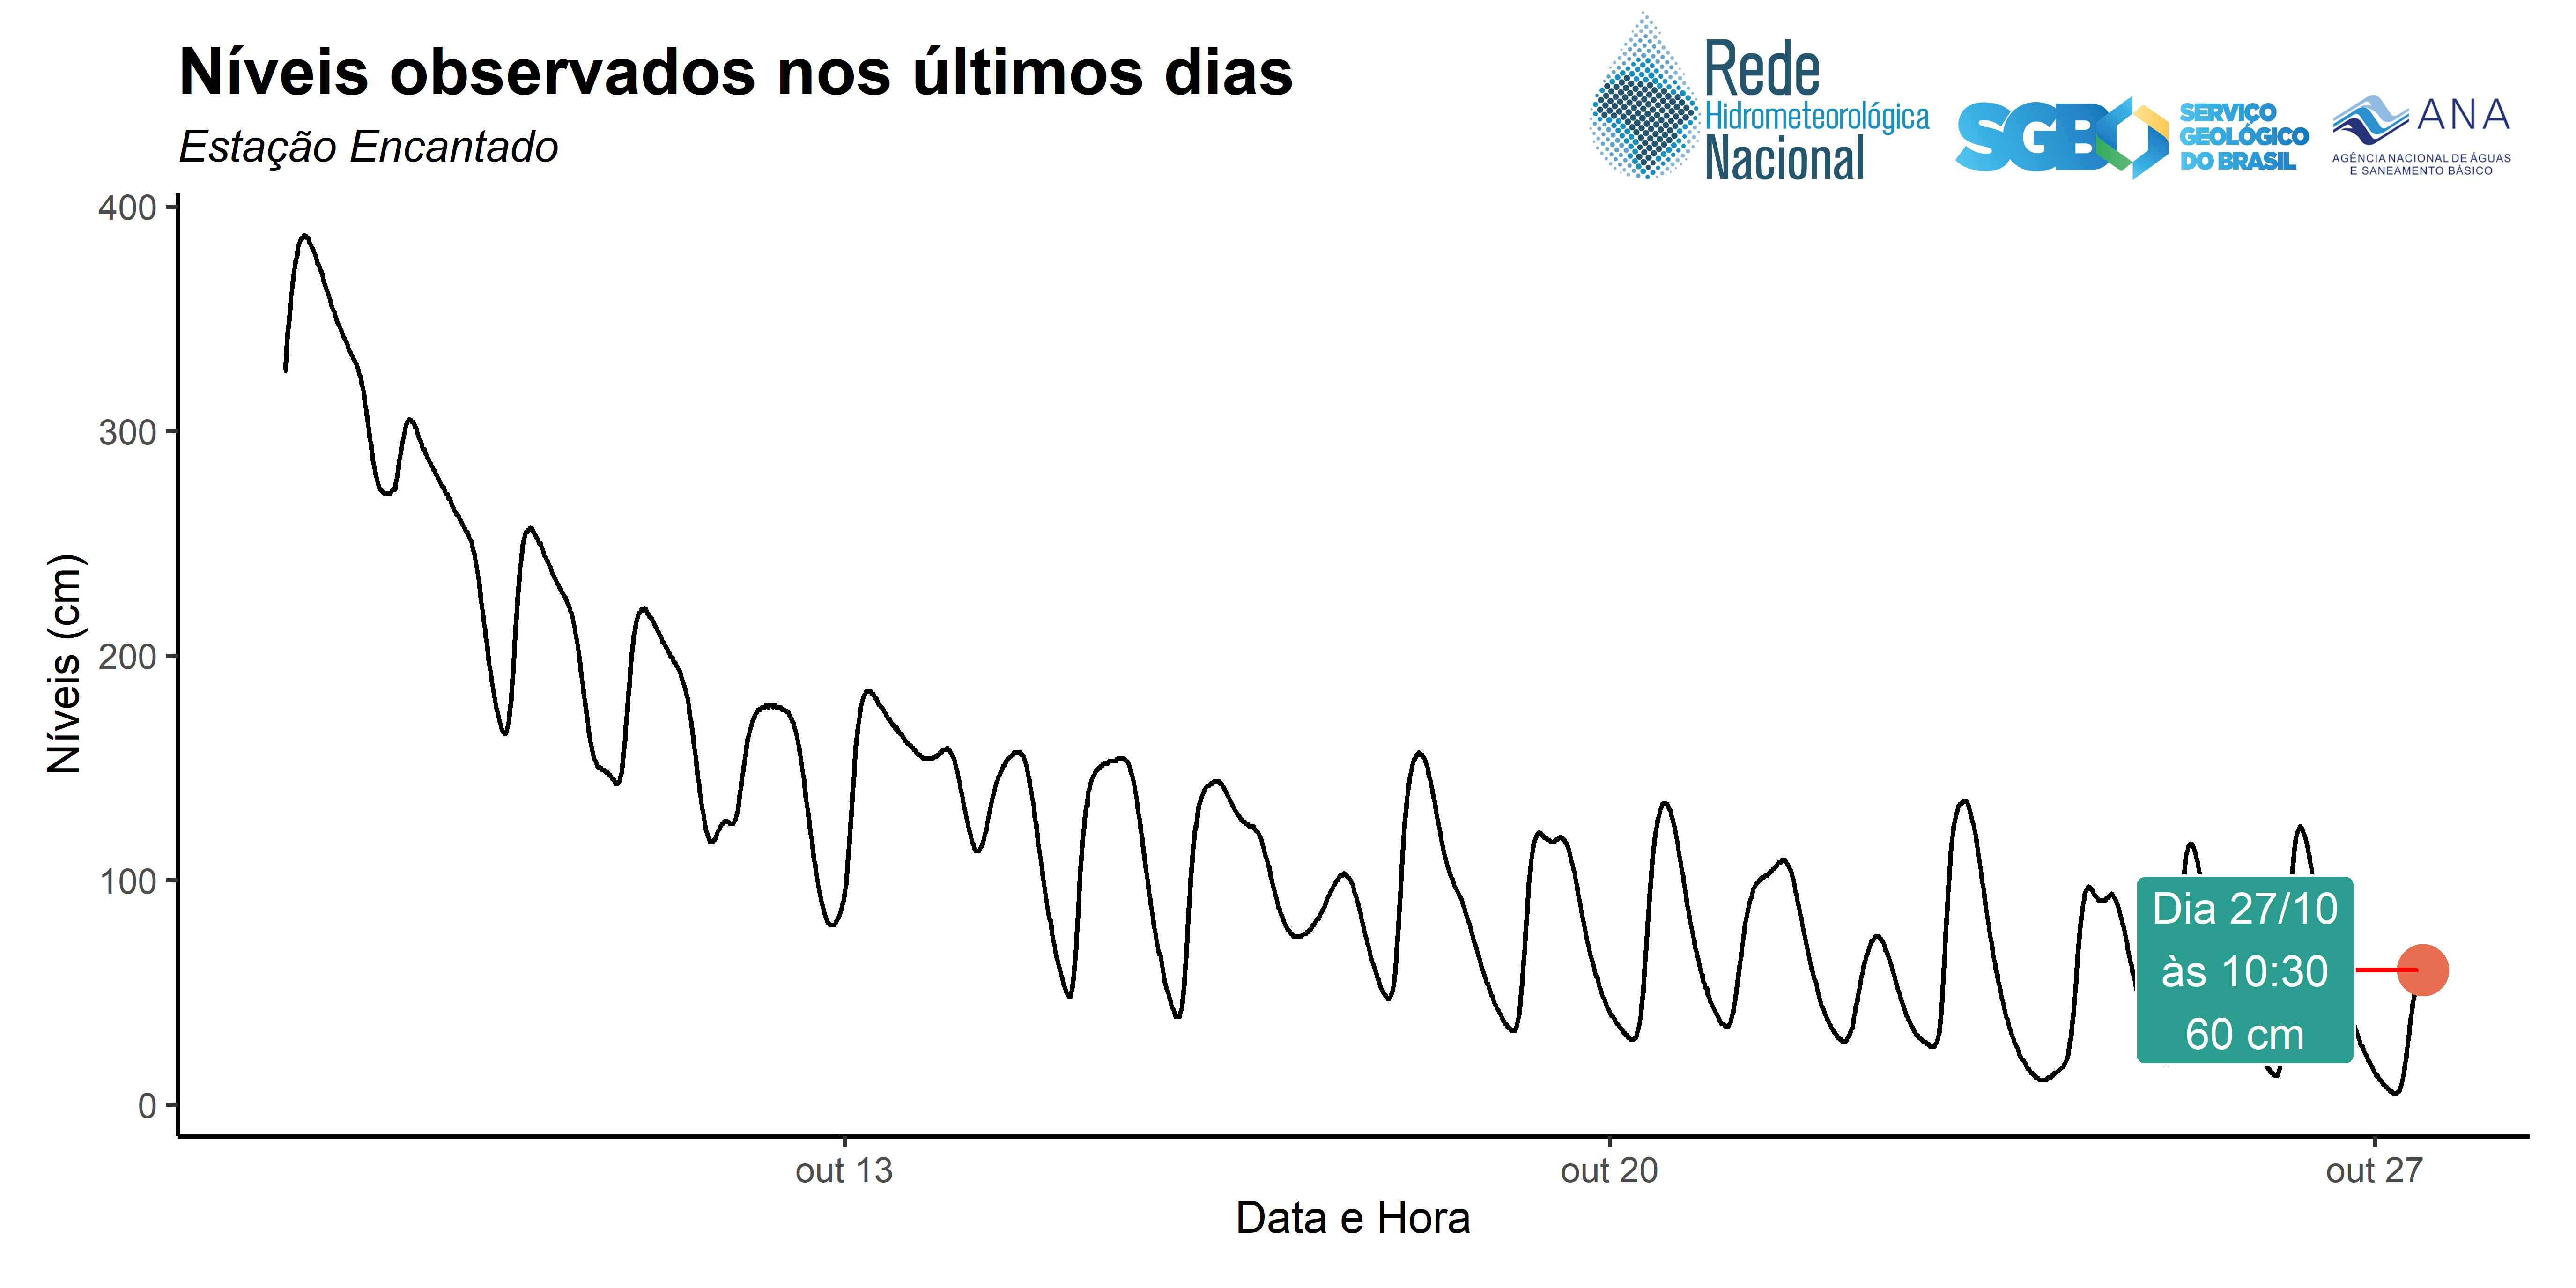 Níveis observados nos últimos dias
Estação Encantado
Rede
Hidrometeorológica
Nacional
SGB
SERVIÇO
GEOLÓGICO
DO BRASIL
ANA
AGÊNCIA NACIONAL DE ÁGUAS
E SANEAMENTO BÁSICO
Níveis (cm)
400
300
200
100
0
Dia 27/10
às 10:30
60 cm
out 13
out 20
out 27
Data e Hora